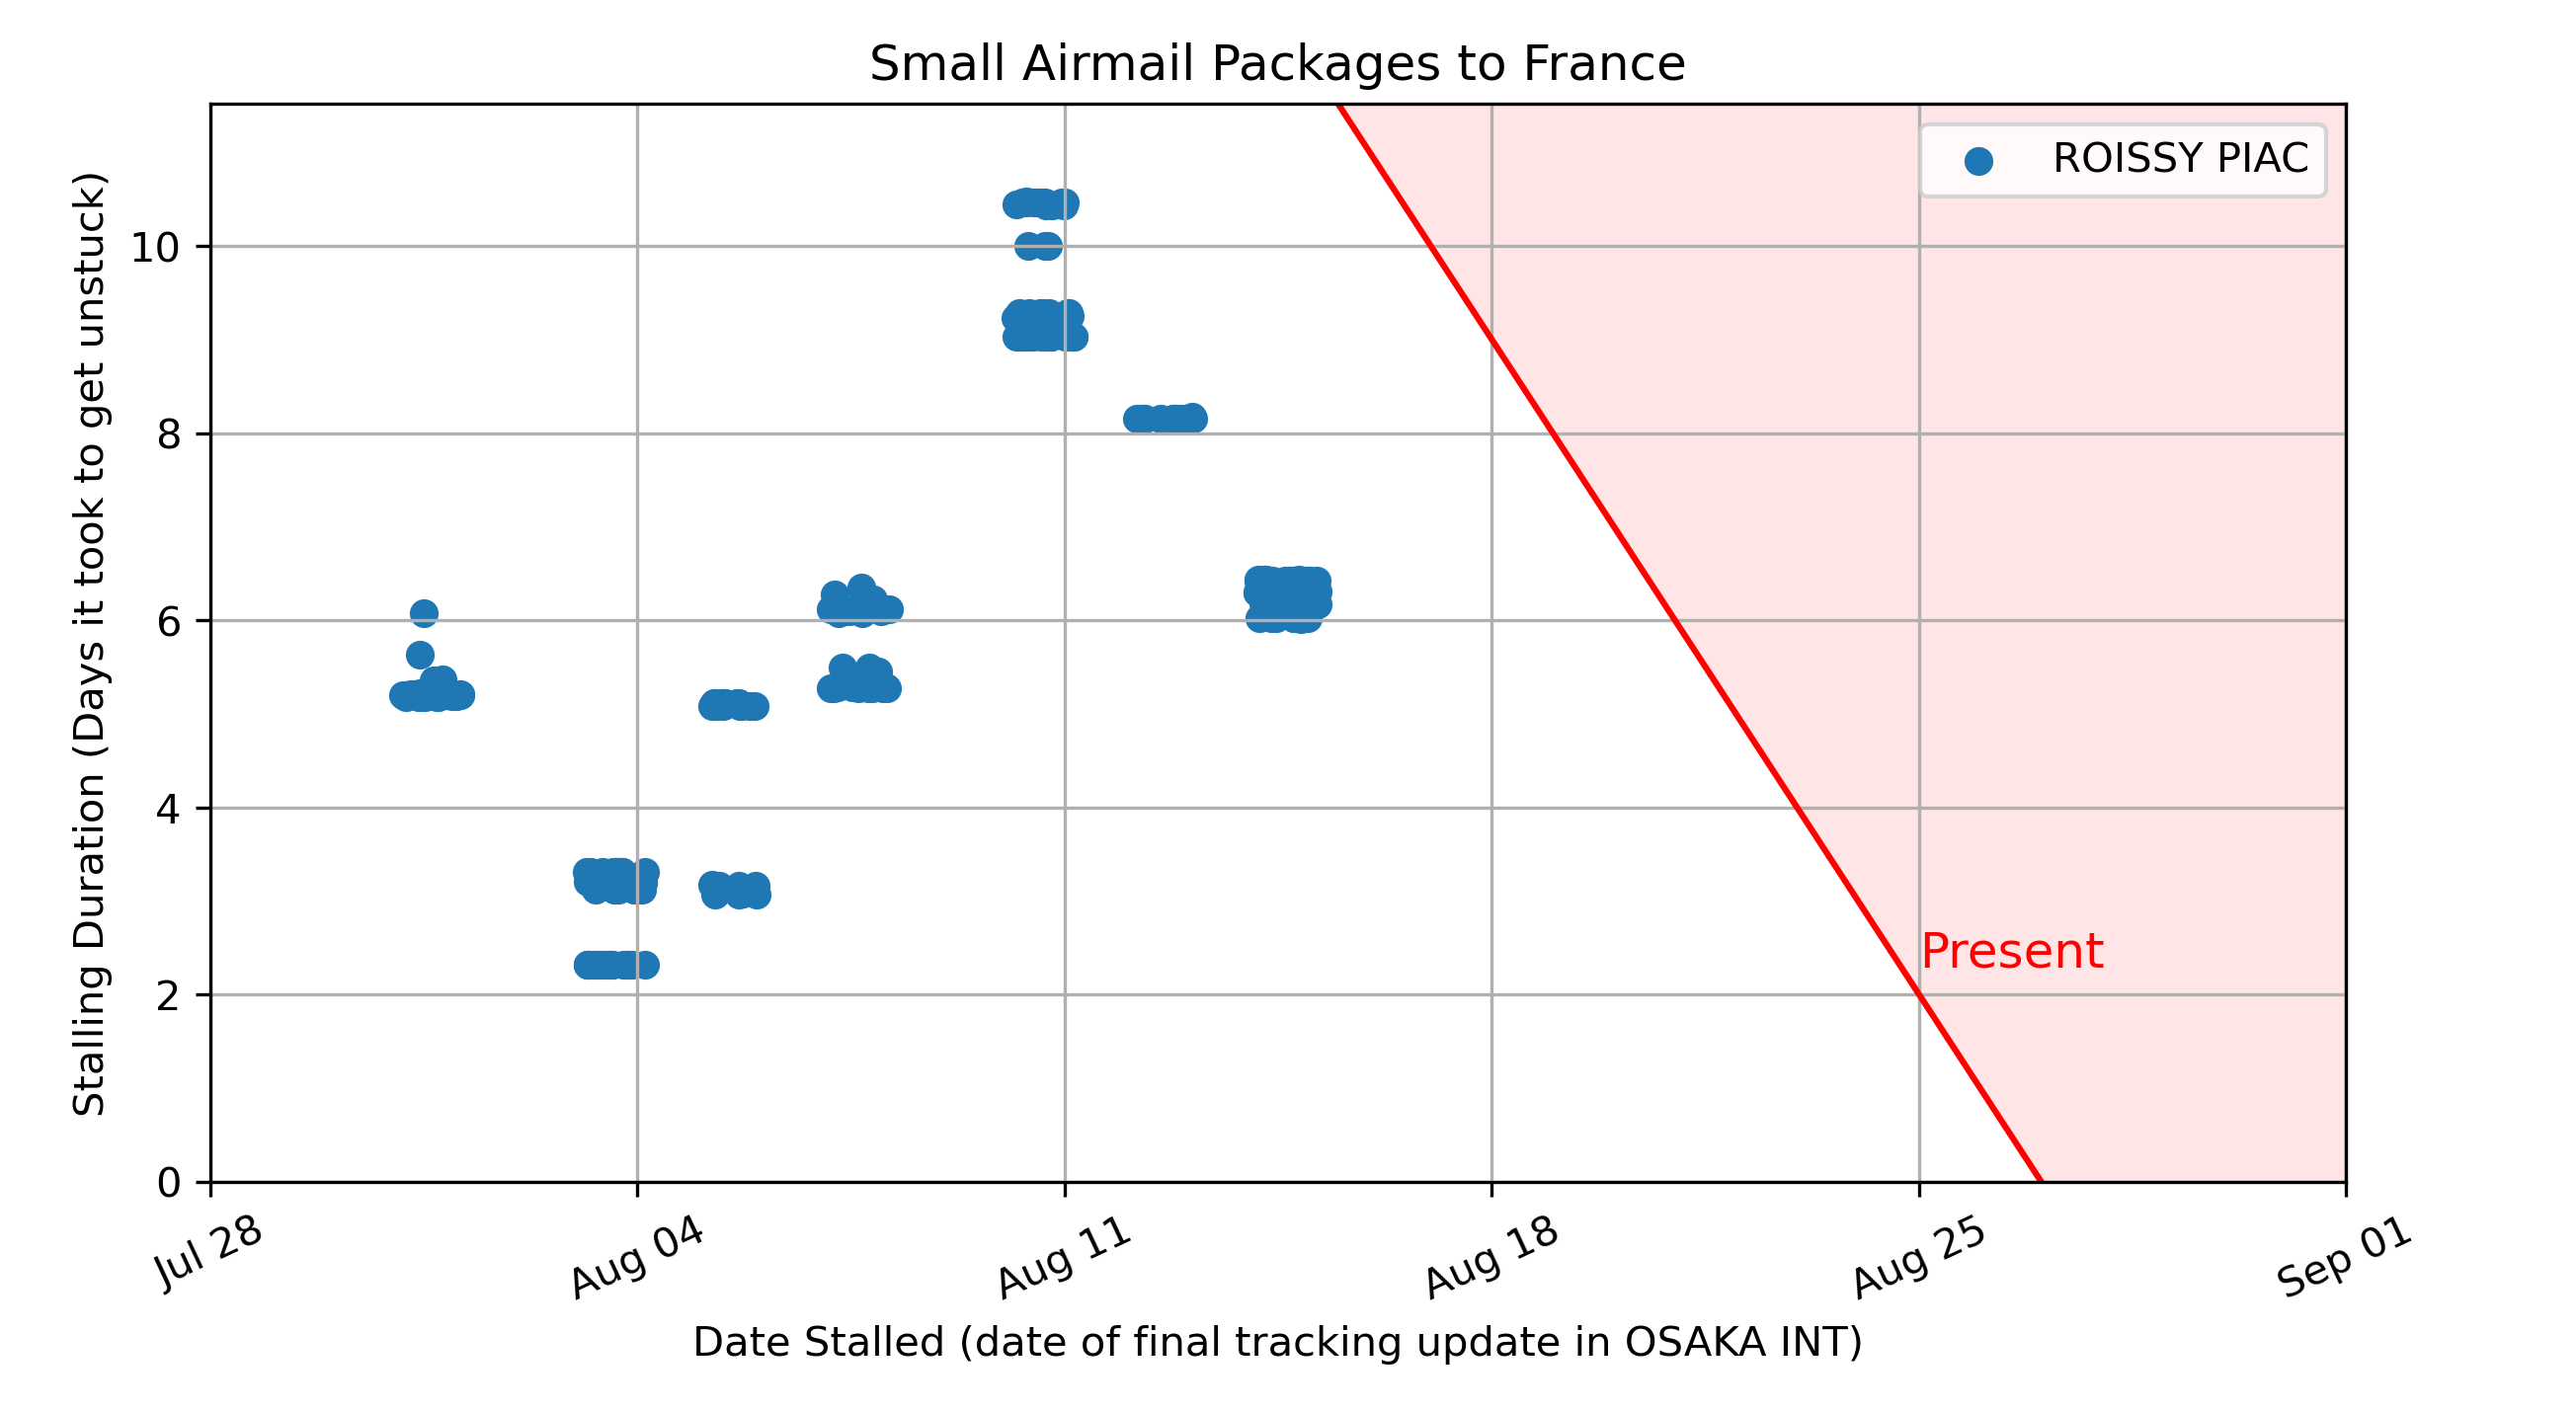 Small Airmail Packages to France
ROISSY PIAC
Stalling Duration (Days it took to get unstuck)
10
8
6
4
2
0
Present
Jul 28
Aug 04
Aug 11
Aug 18
Aug 25
Sep 01
Date Stalled (date of final tracking update in OSAKA INT)